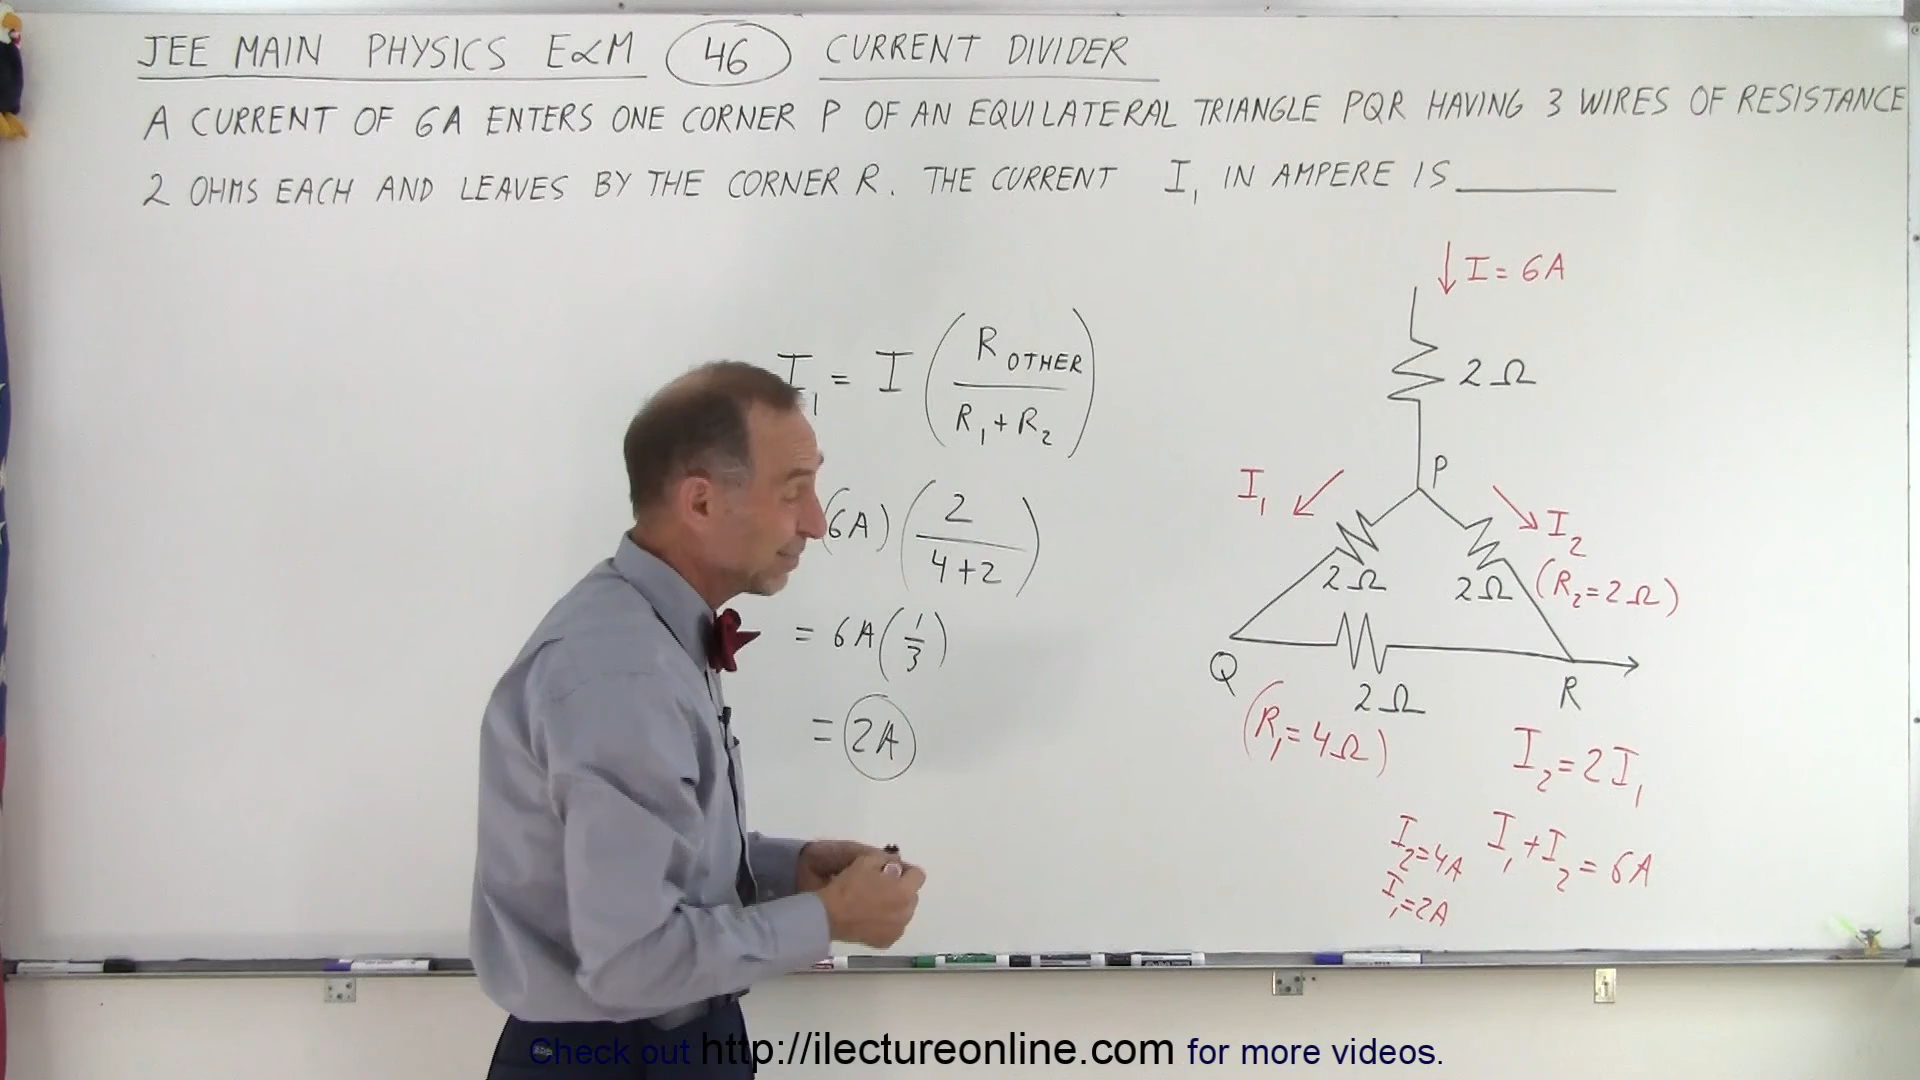 JEE MAIN PHYSICS E&M 46 CURRENT DIVIDER
A CURRENT OF 6A ENTERS ONE CORNER P OF AN EQUILATERAL TRIANGLE PQR HAVING 3 WIRES OF RESISTANCE
2 OHMS EACH AND LEAVES BY THE CORNER R. THE CURRENT I₁ IN AMPERE IS ________
I₁ = I (R OTHER / R₁ + R₂)
6A) (2 / 4+2)
= 6A (1/3)
= 2A
↓ I = 6A
2Ω
P
I₁
I₂
2Ω
2Ω
(R₂=2Ω)
Q
2Ω
R
(R₁=4Ω)
I₂=2I₁
I₁+I₂=6A
I₂=4A
I₁=2A
Check out http://ilectureonline.com for more videos.